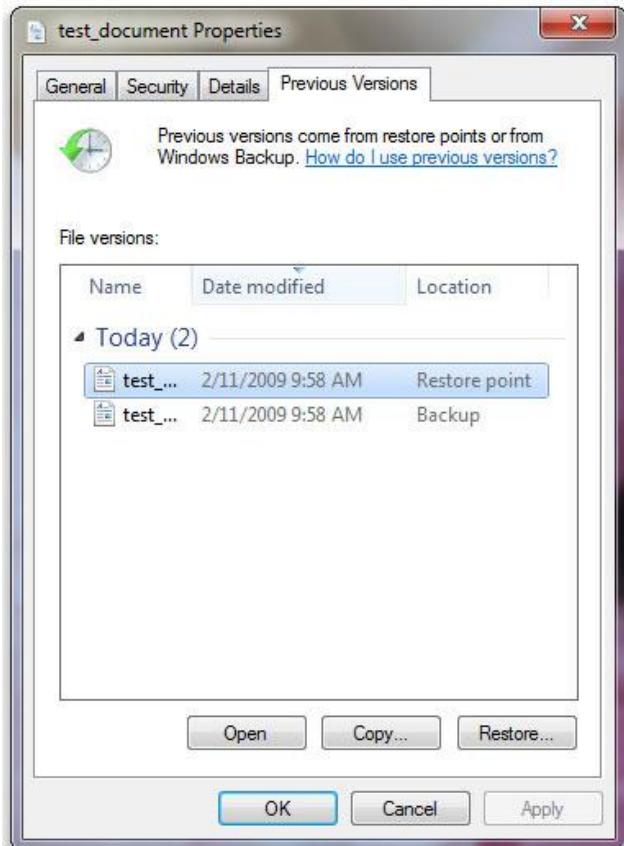 test_document Properties
General Security Details Previous Versions
Previous versions come from restore points or from
Windows Backup. How do I use previous versions?
File versions:
Name Date modified Location
Today (2)
test_... 2/11/2009 9:58 AM Restore point
test_... 2/11/2009 9:58 AM Backup
Open Copy... Restore...
OK Cancel Apply